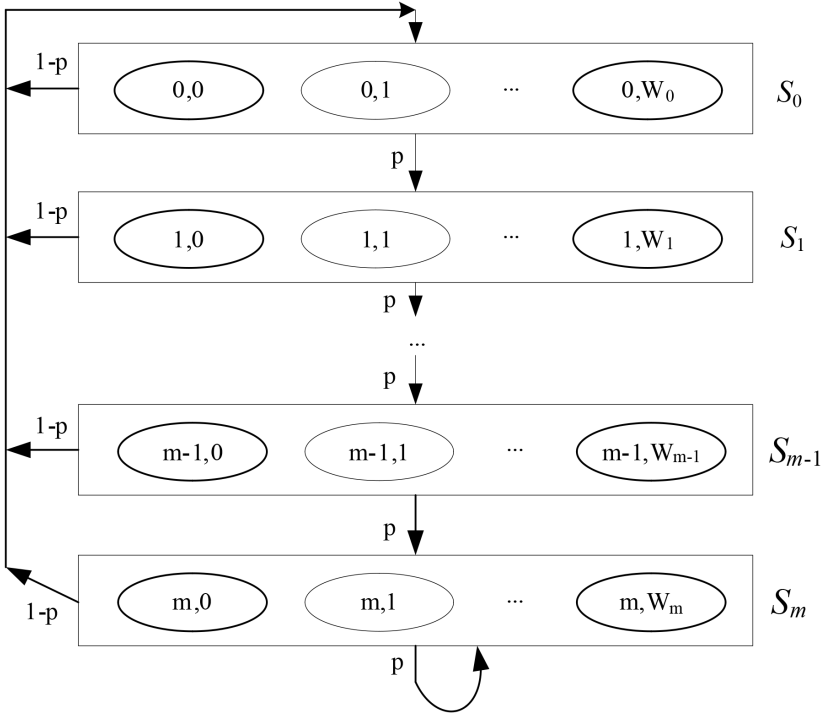 1-p 0,0 0,1 ... 0,W₀ S₀
p
1-p 1,0 1,1 ... 1,W₁ S₁
p
...
p
1-p m-1,0 m-1,1 ... m-1,Wₘ₋₁ Sₘ₋₁
p
1-p m,0 m,1 ... m,Wₘ Sₘ
p